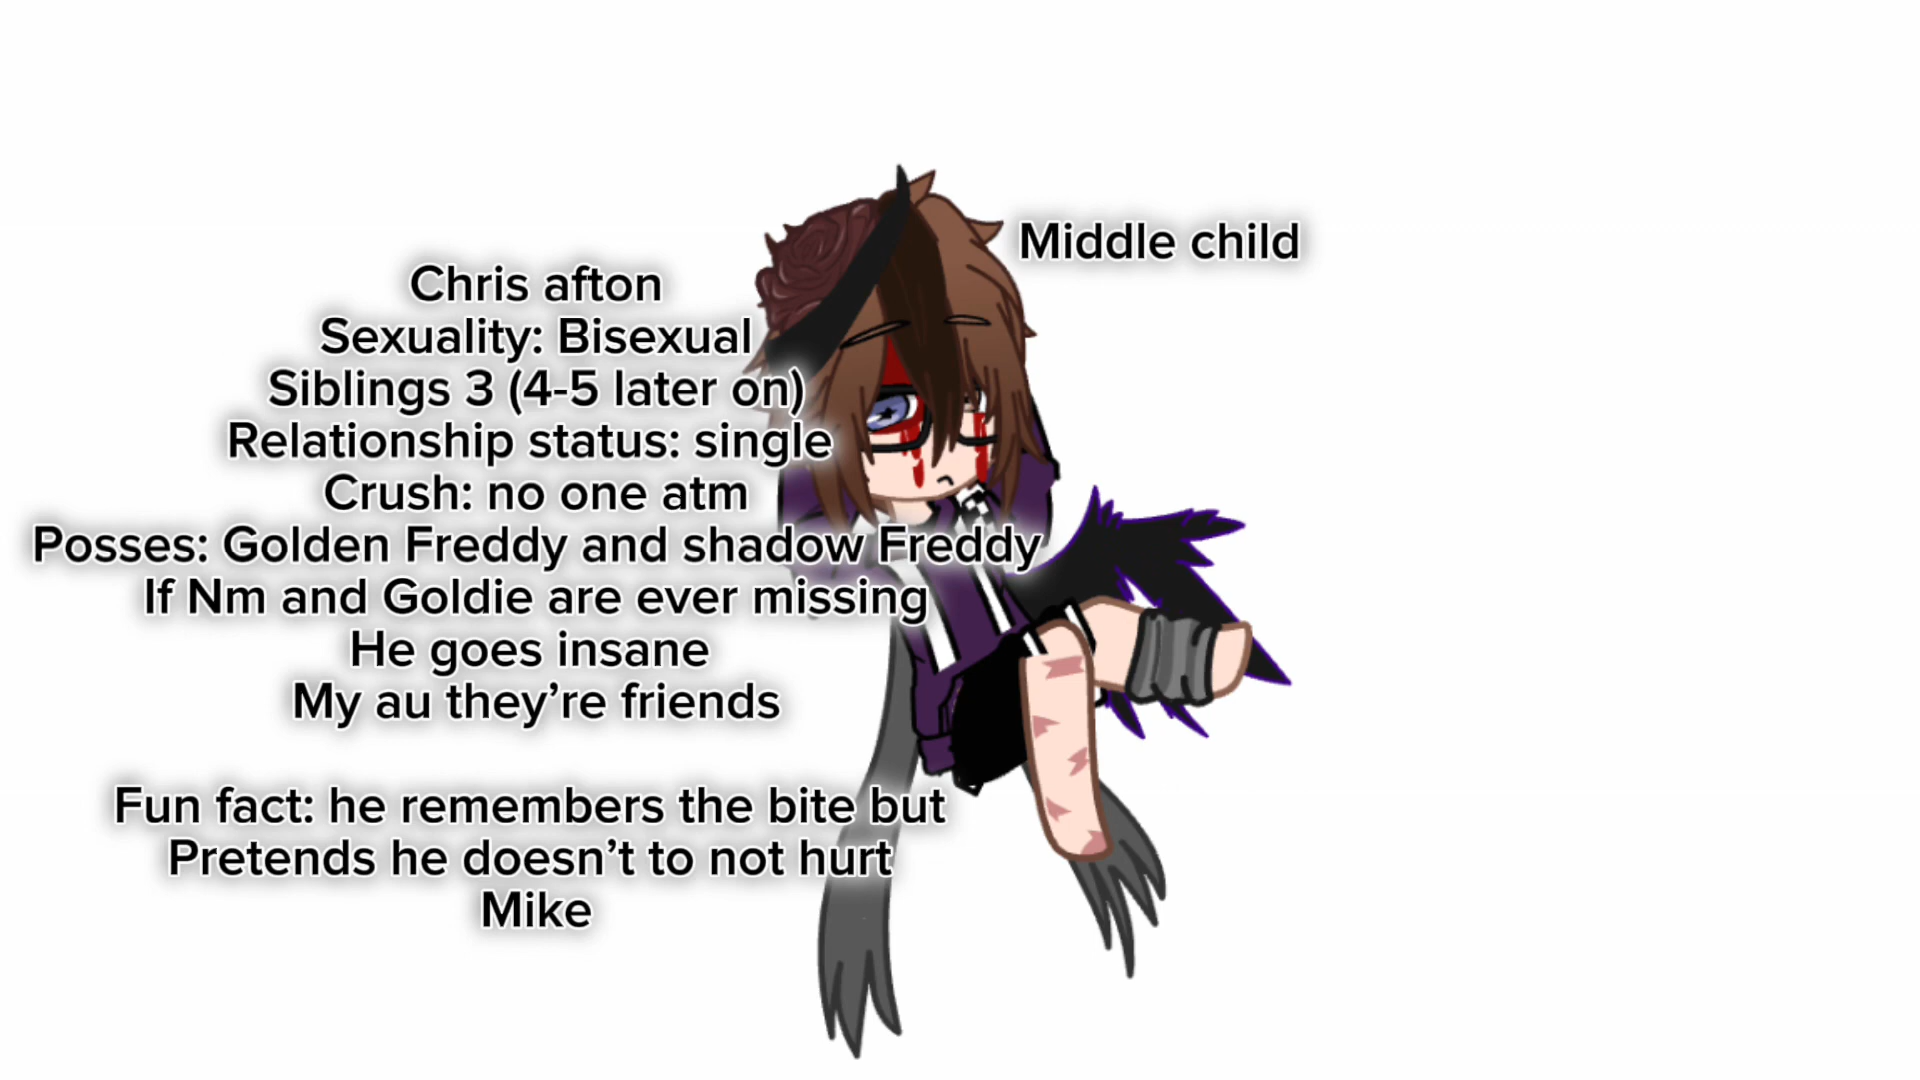 Middle child
Chris afton
Sexuality: Bisexual
Siblings 3 (4-5 later on)
Relationship status: single
Crush: no one atm
Posses: Golden Freddy and shadow Freddy
If Nm and Goldie are ever missing
He goes insane
My au they’re friends
Fun fact: he remembers the bite but
Pretends he doesn’t to not hurt
Mike